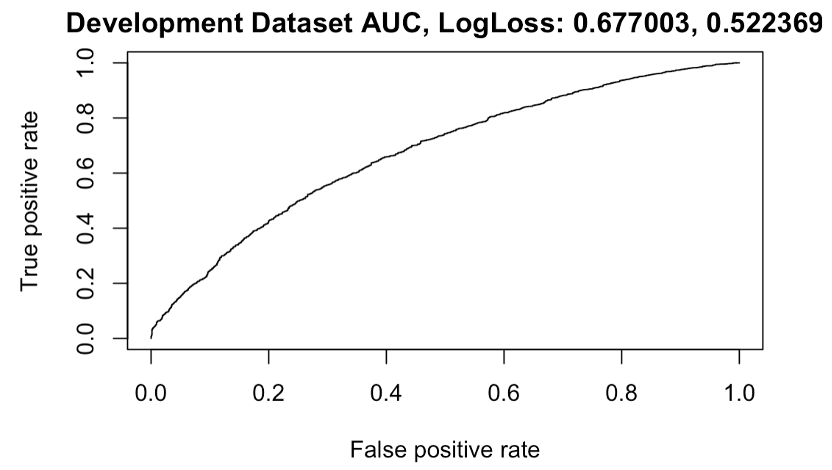 Development Dataset AUC, LogLoss: 0.677003, 0.522369
True positive rate
1.0
0.8
0.6
0.4
0.2
0.0
0.0 0.2 0.4 0.6 0.8 1.0
False positive rate